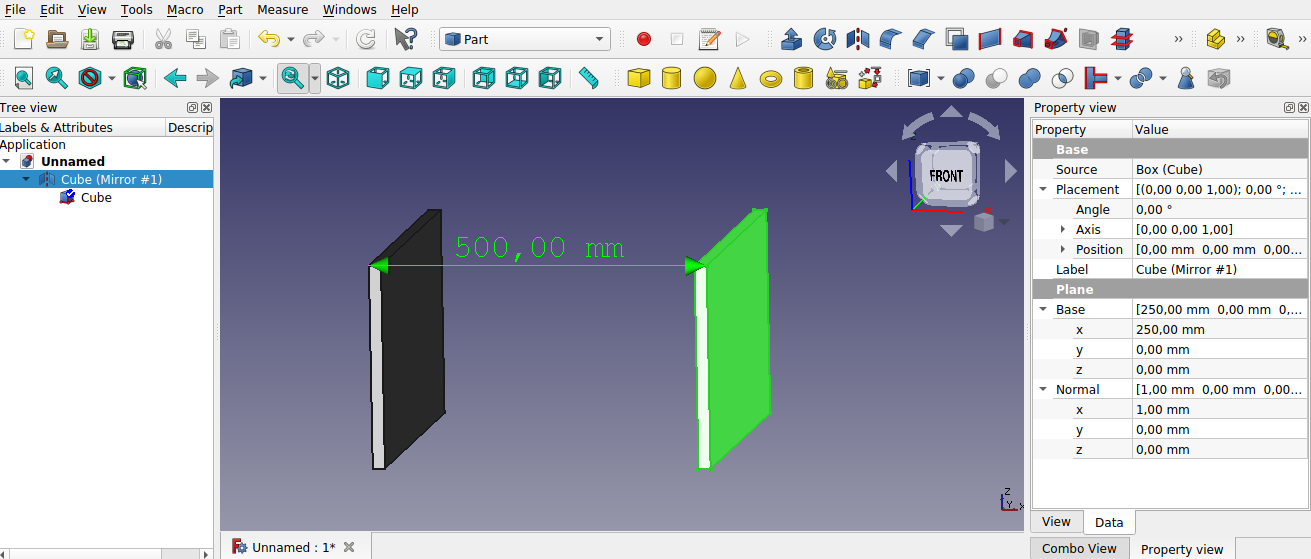 File Edit View Tools Macro Part Measure Windows Help
Part
Tree view
Labels & Attributes Descrip
Application
Unnamed
Cube (Mirror #1)
Cube
500,00 mm
FRONT
Z
Y
X
Unnamed : 1*
Property view
Property Value
Base
Source Box (Cube)
Placement [(0,00 0,00 1,00); 0,00 °; ...
Angle 0,00 °
Axis [0,00 0,00 1,00]
Position [0,00 mm 0,00 mm 0,00...
Label Cube (Mirror #1)
Plane
Base [250,00 mm 0,00 mm 0,...
x 250,00 mm
y 0,00 mm
z 0,00 mm
Normal [1,00 mm 0,00 mm 0,00...
x 1,00 mm
y 0,00 mm
z 0,00 mm
View Data
Combo View Property view